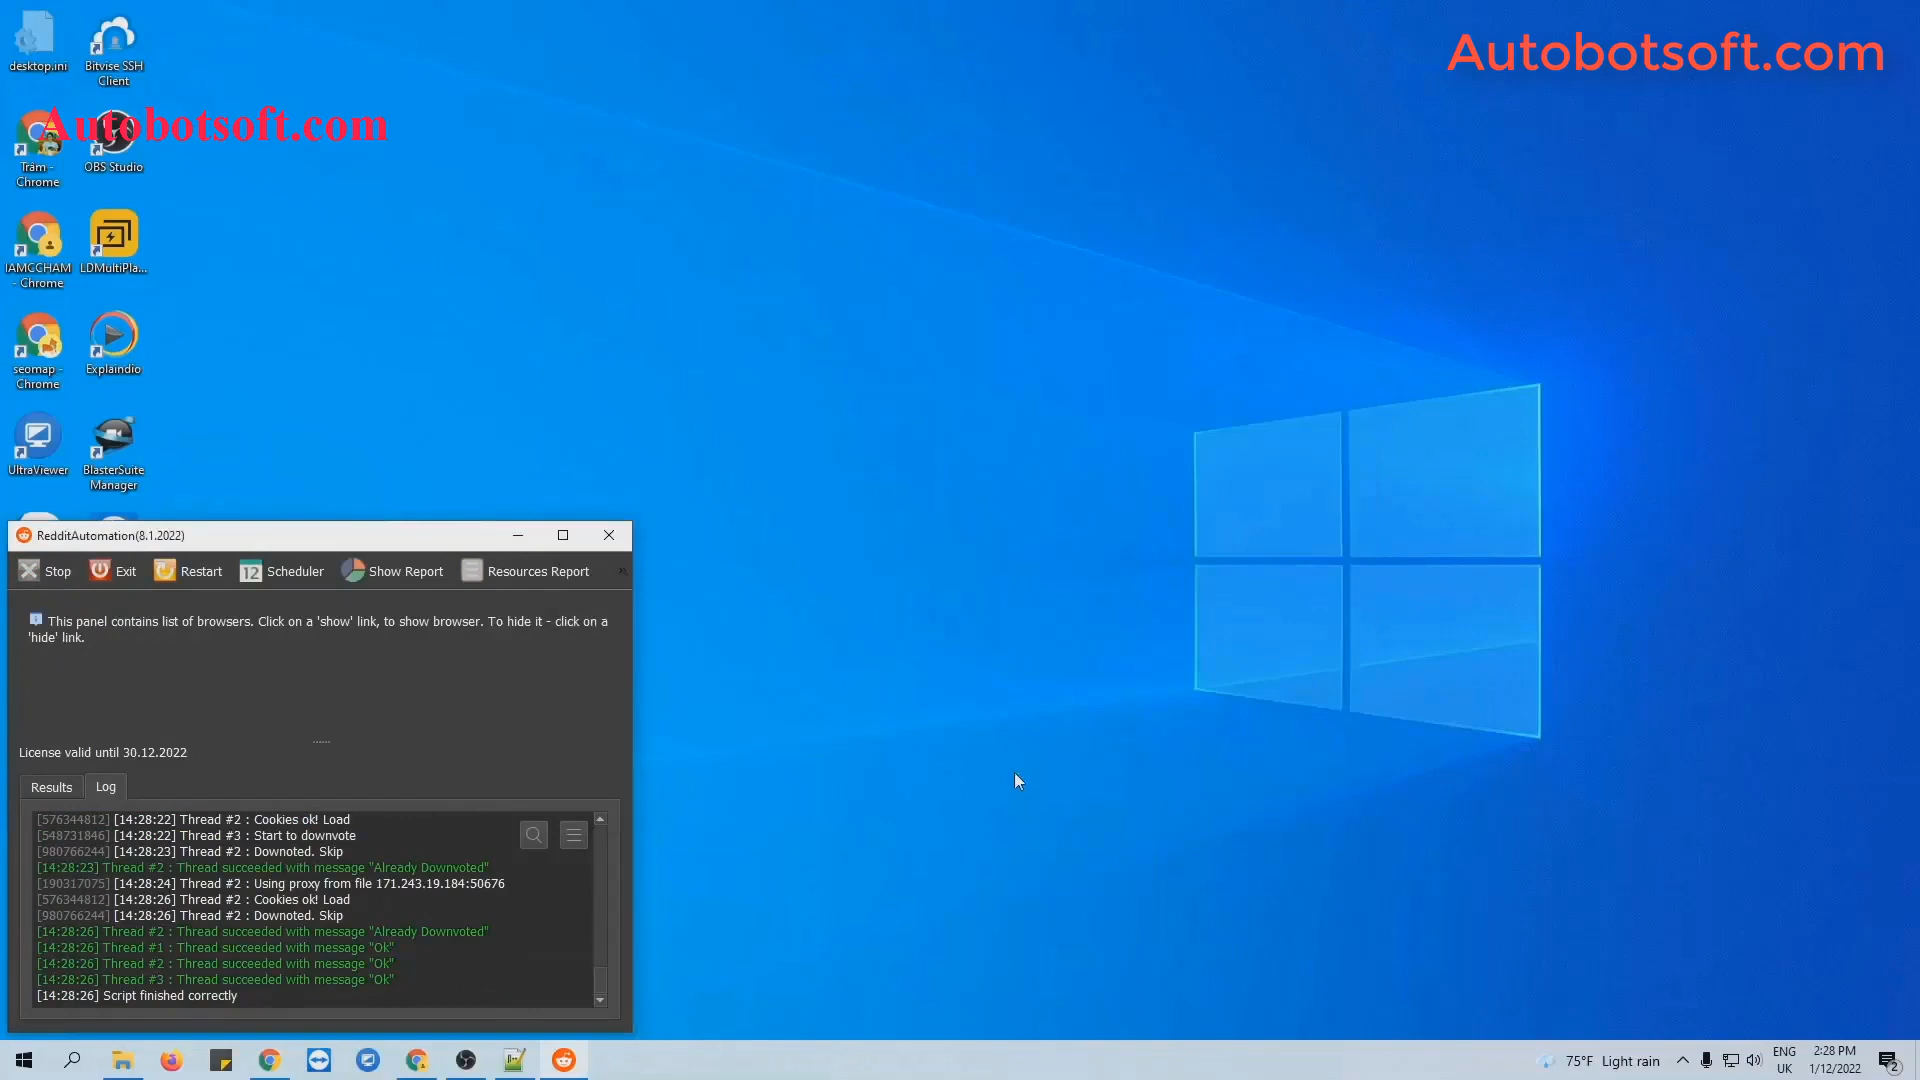 Autobotsoft.com
desktop.ini
Bitvise SSH
Client
Autobotsoft.com
Trâm -
Chrome
OBS Studio
IAMCCHAM
- Chrome
LDMultiPla...
seomap -
Chrome
Explaindio
UltraViewer
BlasterSuite
Manager
RedditAutomation(8.1.2022)
Stop
Exit
Restart
12 Scheduler
Show Report
Resources Report
This panel contains list of browsers. Click on a 'show' link, to show browser. To hide it - click on a
'hide' link.
License valid until 30.12.2022
Results
Log
[576344812] [14:28:22] Thread #2 : Cookies ok! Load
[548731846] [14:28:22] Thread #3 : Start to downvote
[980766244] [14:28:23] Thread #2 : Downoted. Skip
[14:28:23] Thread #2 : Thread succeeded with message "Already Downvoted"
[190317075] [14:28:24] Thread #2 : Using proxy from file 171.243.19.184:50676
[576344812] [14:28:26] Thread #2 : Cookies ok! Load
[980766244] [14:28:26] Thread #2 : Downoted. Skip
[14:28:26] Thread #2 : Thread succeeded with message "Already Downvoted"
[14:28:26] Thread #1 : Thread succeeded with message "Ok"
[14:28:26] Thread #2 : Thread succeeded with message "Ok"
[14:28:26] Thread #3 : Thread succeeded with message "Ok"
[14:28:26] Script finished correctly
75°F Light rain
ENG
UK
2:28 PM
1/12/2022
2